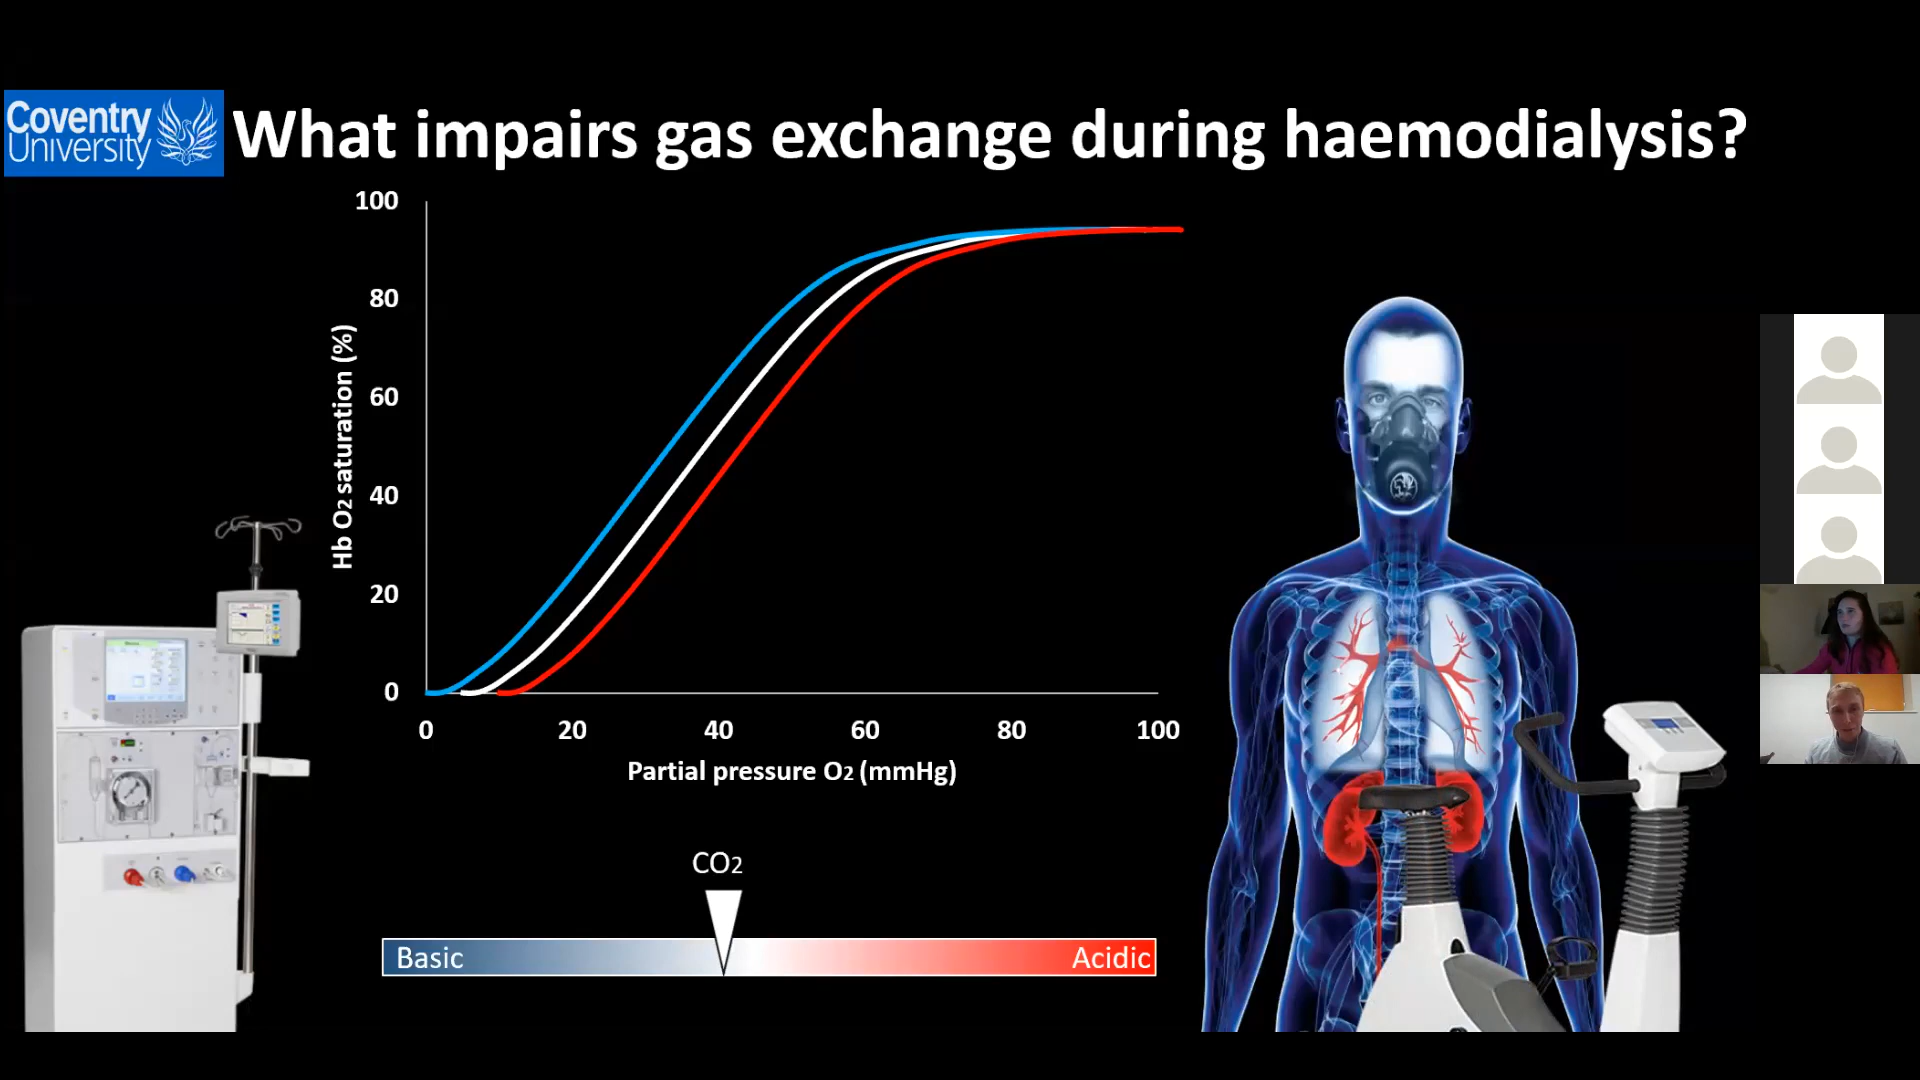 Coventry
University
What impairs gas exchange during haemodialysis?
100
80
60
40
20
0
Hb O2 saturation (%)
0 20 40 60 80 100
Partial pressure O2 (mmHg)
CO2
Basic Acidic